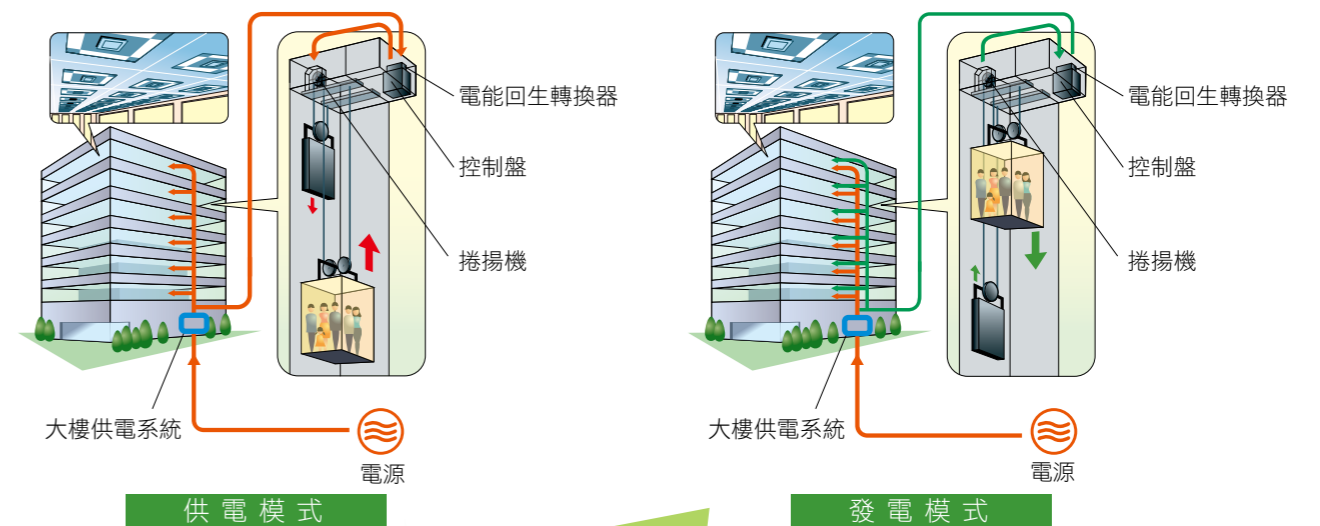 電能回生轉換器
控制盤
捲揚機
大樓供電系統
電源
供電模式
電能回生轉換器
控制盤
捲揚機
大樓供電系統
電源
發電模式